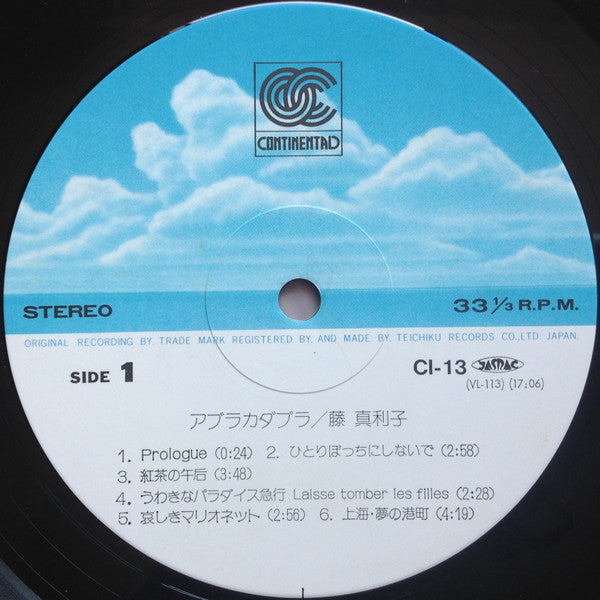 CONTINENTAL
STEREO
33 1/3 R.P.M.
ORIGINAL RECORDING BY TRADE MARK REGISTERED BY, AND MADE BY, TEICHIKU RECORDS CO.,LTD JAPAN.
SIDE 1
CI-13 JASRAC
(VL-113) (17:06)
アブラカダブラ/藤 真利子
1. Prologue (0:24) 2. ひとりぼっちにしないで (2:58)
3. 紅茶の午后 (3:48)
4. うわきなパラダイス急行 Laisse tomber les filles (2:28)
5. 哀しきマリオネット (2:56) 6. 上海・夢の港町 (4:19)